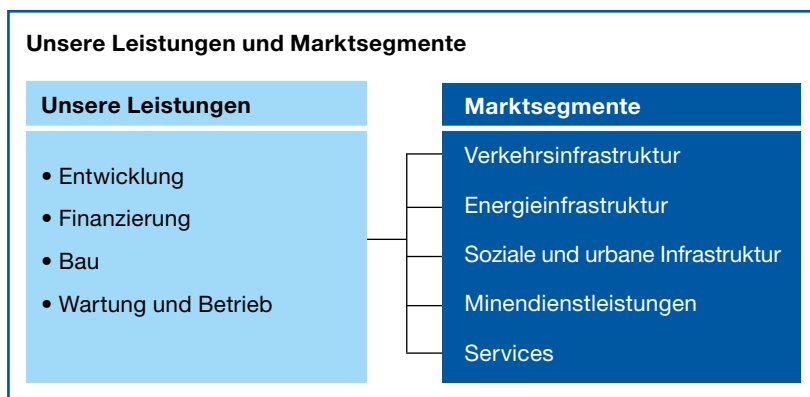 Unsere Leistungen und Marktsegmente
Unsere Leistungen
• Entwicklung
• Finanzierung
• Bau
• Wartung und Betrieb
Marktsegmente
Verkehrsinfrastruktur
Energieinfrastruktur
Soziale und urbane Infrastruktur
Minendienstleistungen
Services